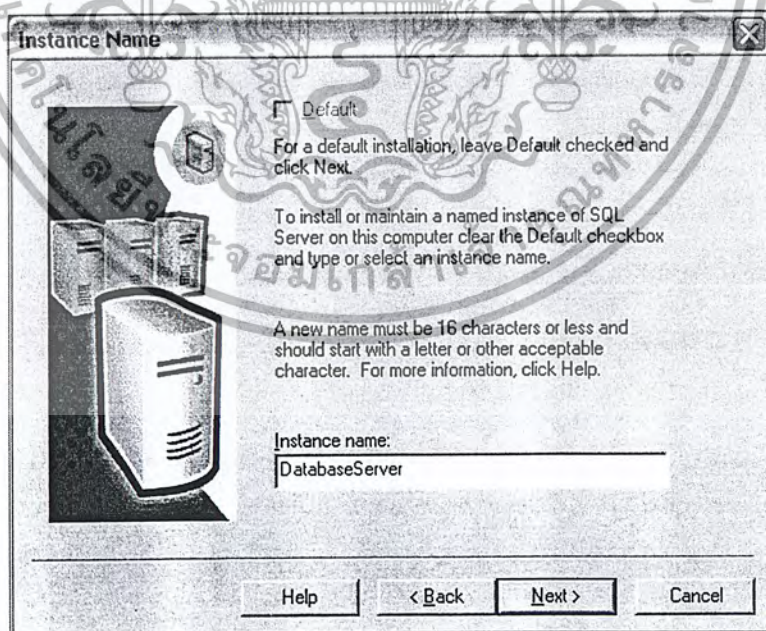 Instance Name
Default
For a default installation, leave Default checked and
click Next.
To install or maintain a named instance of SQL
Server on this computer clear the Default checkbox
and type or select an instance name.
A new name must be 16 characters or less and
should start with a letter or other acceptable
character. For more information, click Help.
Instance name:
DatabaseServer
Help
< Back
Next >
Cancel